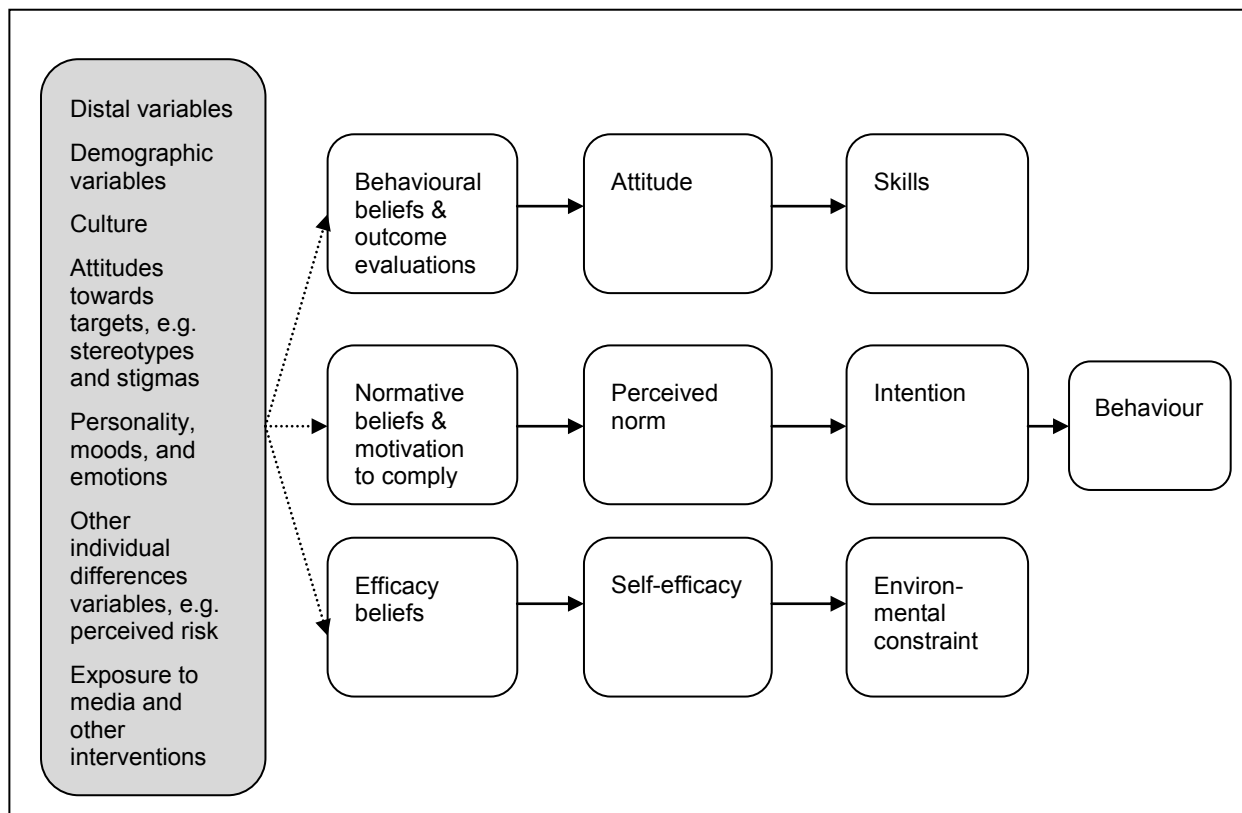 Distal variables
Demographic
variables
Culture
Attitudes
towards
targets, e.g.
stereotypes
and stigmas
Personality,
moods, and
emotions
Other
individual
differences
variables, e.g.
perceived risk
Exposure to
media and
other
interventions
Behavioural
beliefs &
outcome
evaluations
Attitude
Skills
Normative
beliefs &
motivation
to comply
Perceived
norm
Intention
Behaviour
Efficacy
beliefs
Self-efficacy
Environ-
mental
constraint